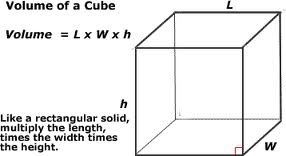 Volume of a Cube
L
Volume = L x W x h
h
Like a rectangular solid,
multiply the length,
times the width times
the height.
W